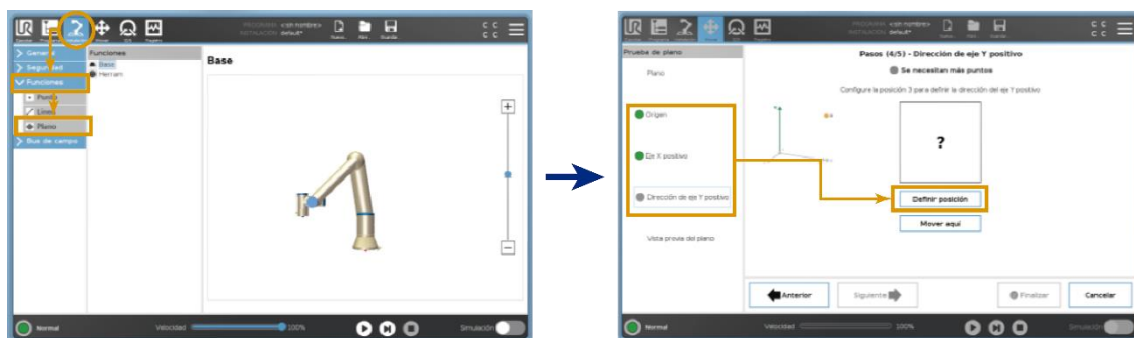 PROGRAMA <sin nombre>
INSTALACIÓN default*
Nuevo... Abrir... Guardar...
C C
C C
General
Seguridad
Funciones
Punto
Línea
Plano
Bus de campo
Funciones
Base
Herram
Base
Normal
Velocidad
100%
Simulación
PROGRAMA <sin nombre>
INSTALACIÓN default*
C C
C C
Prueba de plano
Plano
Origen
Eje X positivo
Dirección de eje Y positivo
Vista previa del plano
Pasos (4/5) - Dirección de eje Y positivo
Se necesitan más puntos
Configure la posición 3 para definir la dirección del eje Y positivo
?
Definir posición
Mover aquí
Anterior
Siguiente
Finalizar
Cancelar
Normal
Velocidad
100%
Simulación